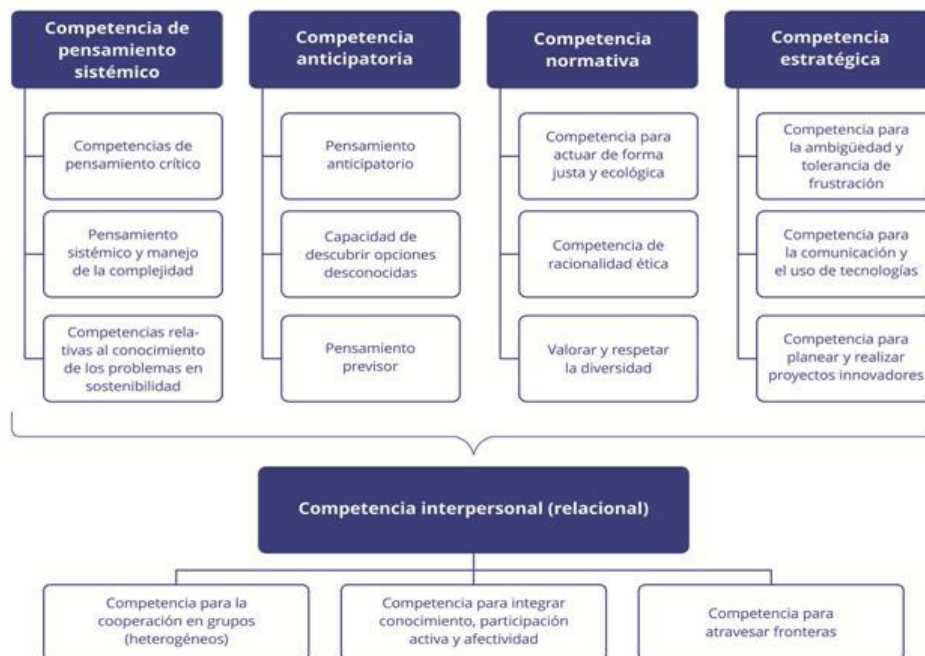 Competencia de
pensamiento
sistémico
Competencias de
pensamiento crítico
Pensamiento
sistémico y manejo
de la complejidad
Competencias rela-
tivas al conocimiento
de los problemas en
sostenibilidad
Competencia
anticipatoria
Pensamiento
anticipatorio
Capacidad de
descubrir opciones
desconocidas
Pensamiento
previsor
Competencia
normativa
Competencia para
actuar de forma
justa y ecológica
Competencia de
racionalidad ética
Valorar y respetar
la diversidad
Competencia
estratégica
Competencia para
la ambigüedad y
tolerancia de
frustración
Competencia para
la comunicación y
el uso de tecnologías
Competencia para
planear y realizar
proyectos innovadores
Competencia interpersonal (relacional)
Competencia para la
cooperación en grupos
(heterogéneos)
Competencia para integrar
conocimiento, participación
activa y afectividad
Competencia para
atravesar fronteras